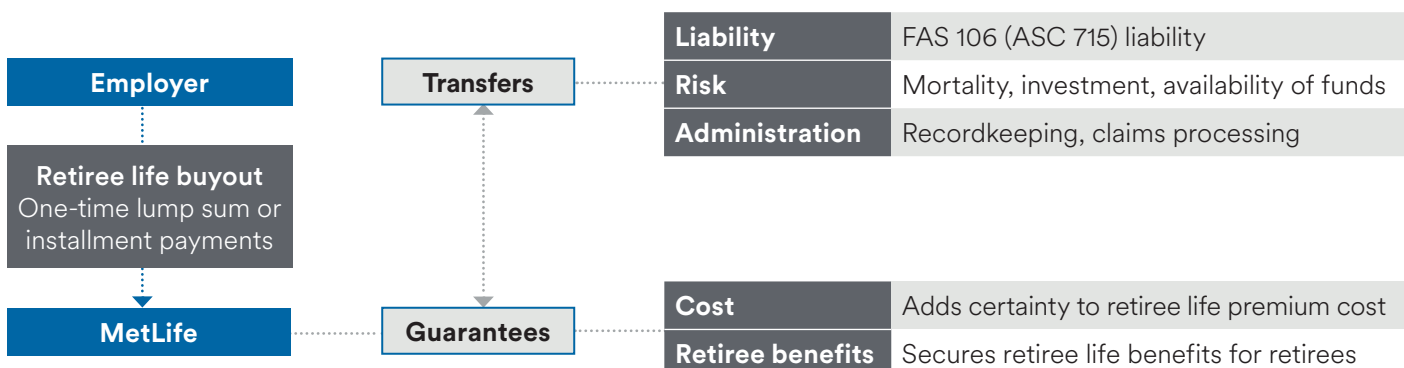 Employer
Retiree life buyout
One-time lump sum or
installment payments
MetLife
Transfers
Guarantees
Liability FAS 106 (ASC 715) liability
Risk Mortality, investment, availability of funds
Administration Recordkeeping, claims processing
Cost Adds certainty to retiree life premium cost
Retiree benefits Secures retiree life benefits for retirees